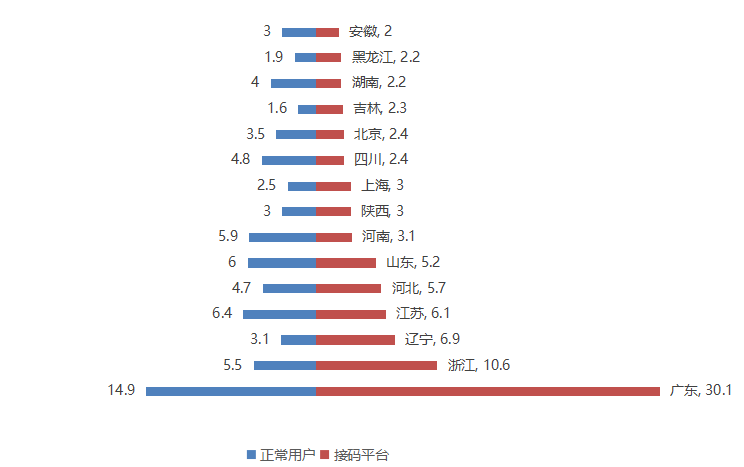 3 安徽, 2
1.9 黑龙江, 2.2
4 湖南, 2.2
1.6 吉林, 2.3
3.5 北京, 2.4
4.8 四川, 2.4
2.5 上海, 3
3 陕西, 3
5.9 河南, 3.1
6 山东, 5.2
4.7 河北, 5.7
6.4 江苏, 6.1
3.1 辽宁, 6.9
5.5 浙江, 10.6
14.9 广东, 30.1
正常用户 接码平台